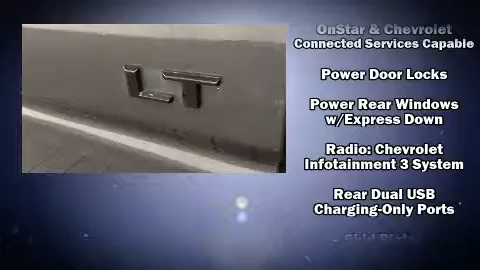 OnStar & Chevrolet
Connected Services Capable
Power Door Locks
Power Rear Windows
w/Express Down
Radio: Chevrolet
Infotainment 3 System
Rear Dual USB
Charging-Only Ports
LT